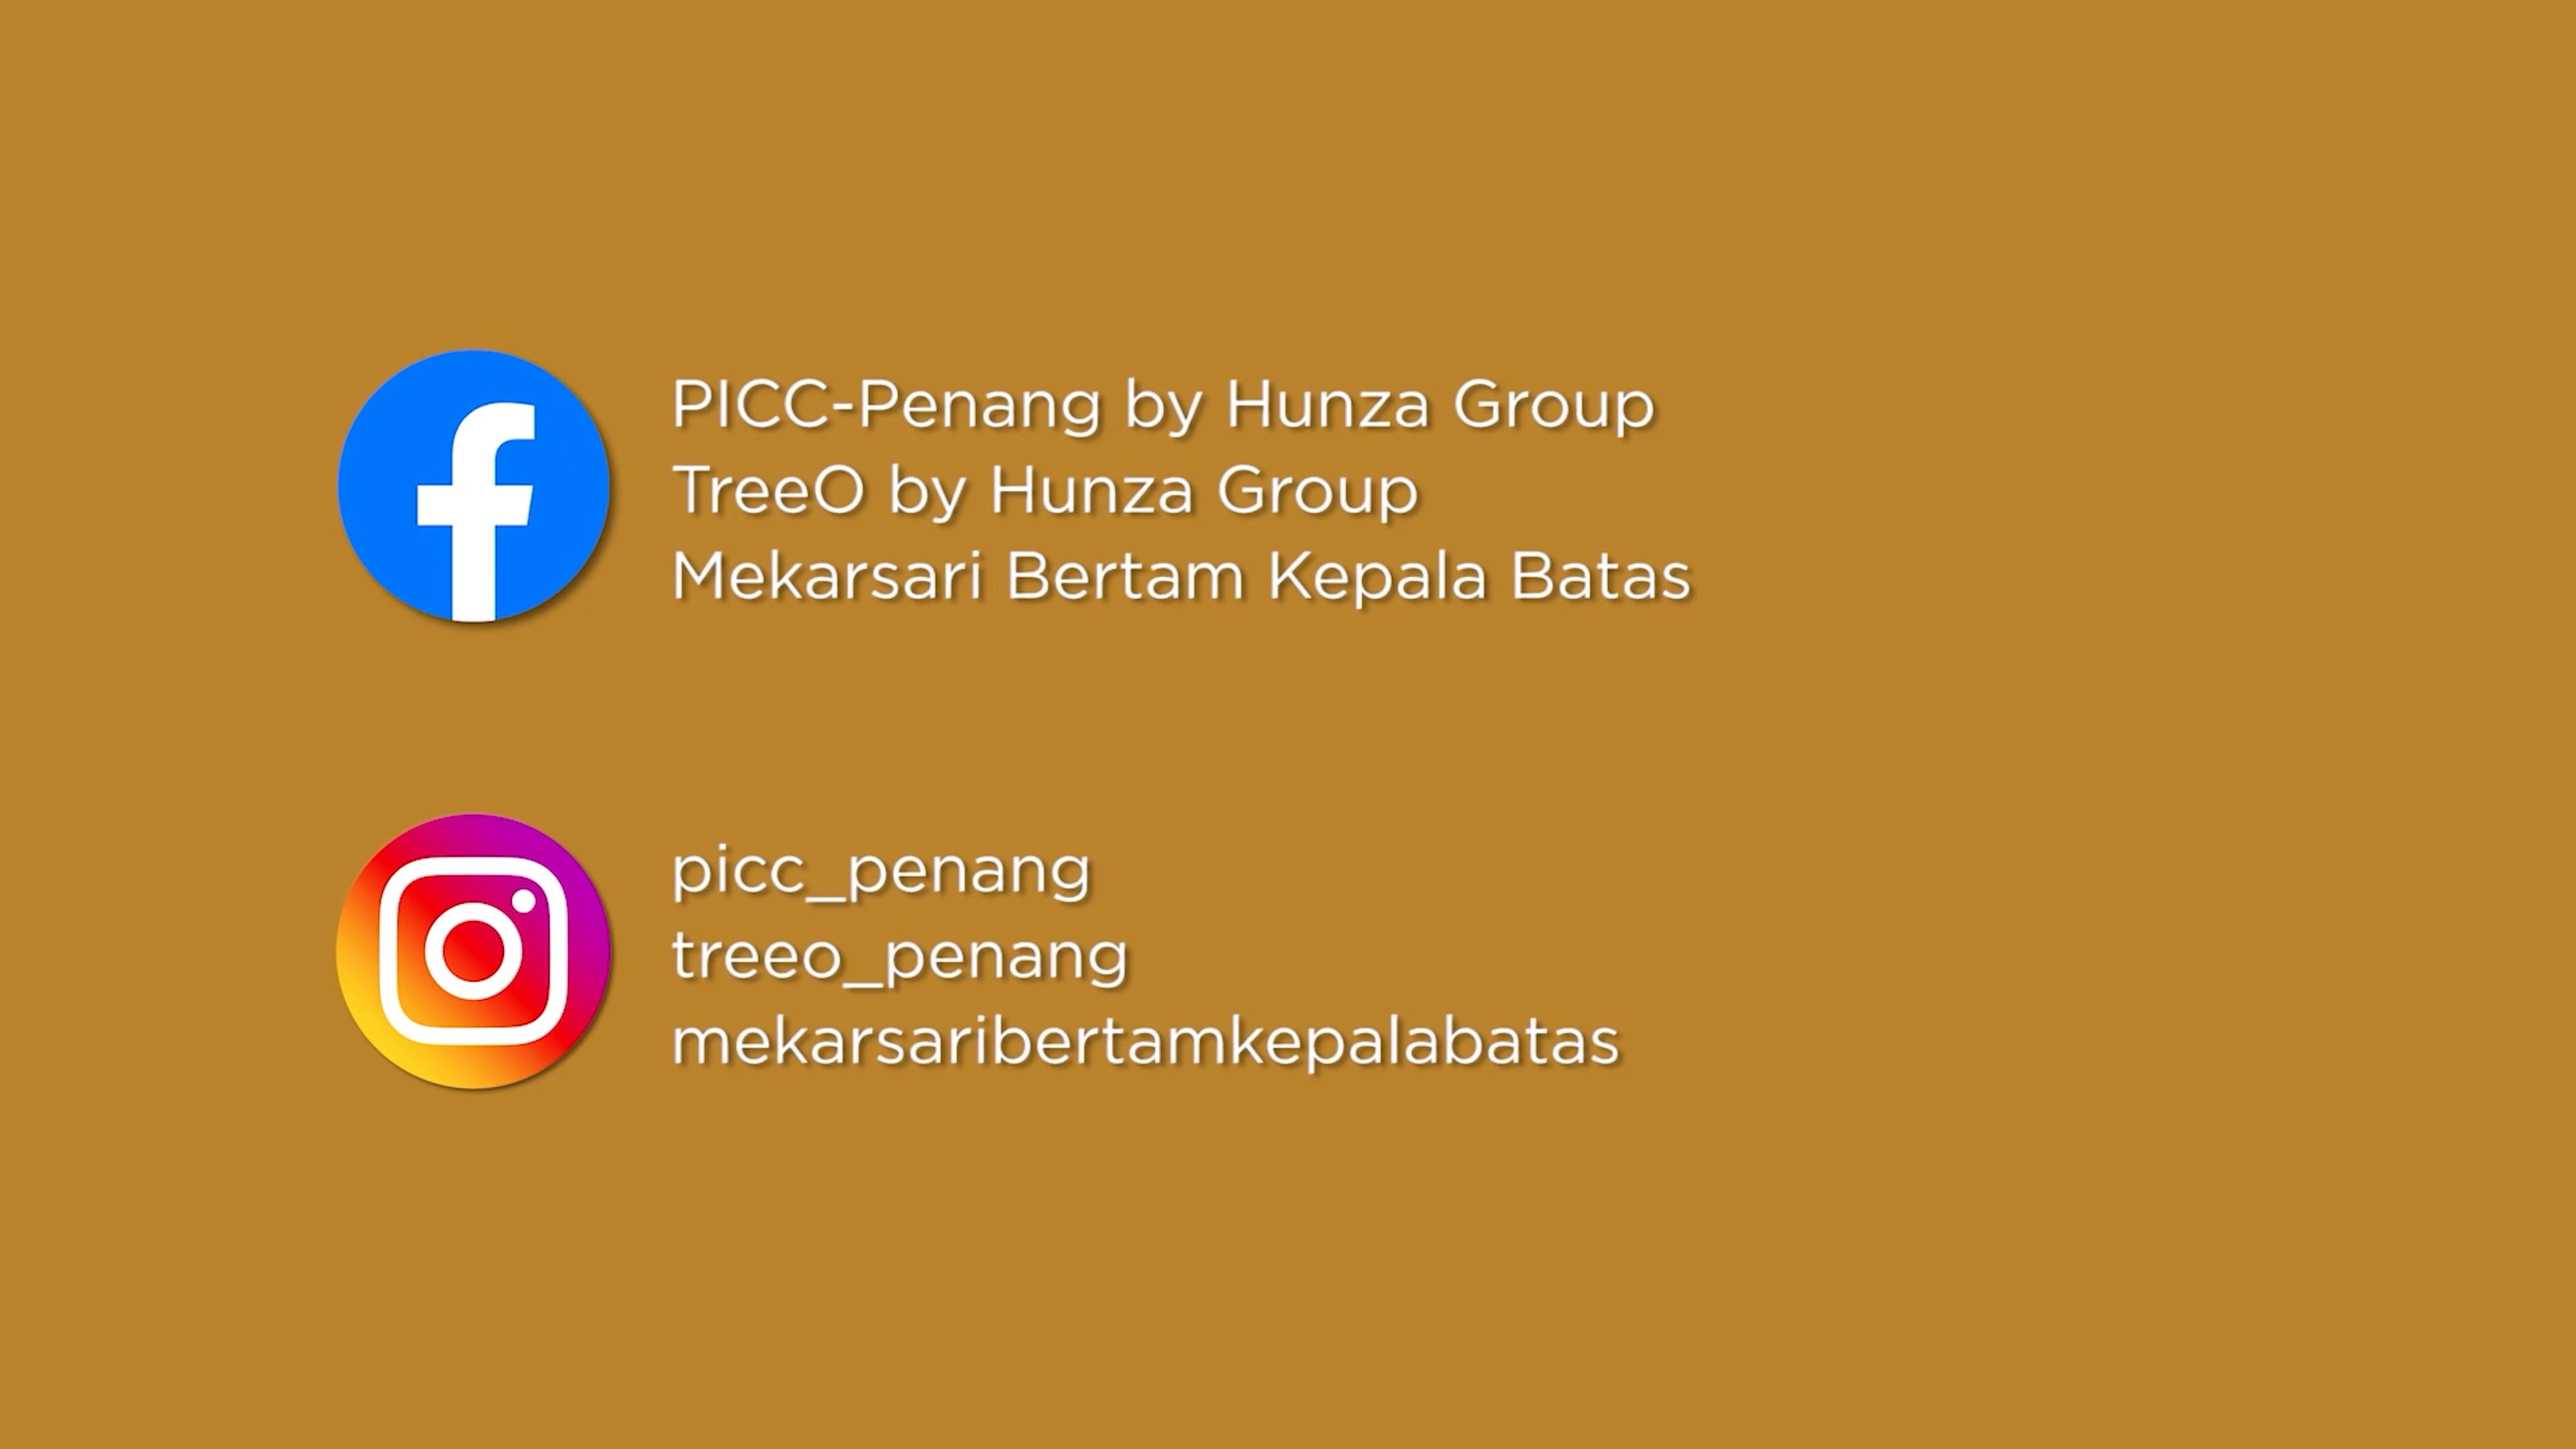 PICC-Penang by Hunza Group
TreeO by Hunza Group
Mekarsari Bertam Kepala Batas
picc_penang
treeo_penang
mekarsaribertamkepalabatas